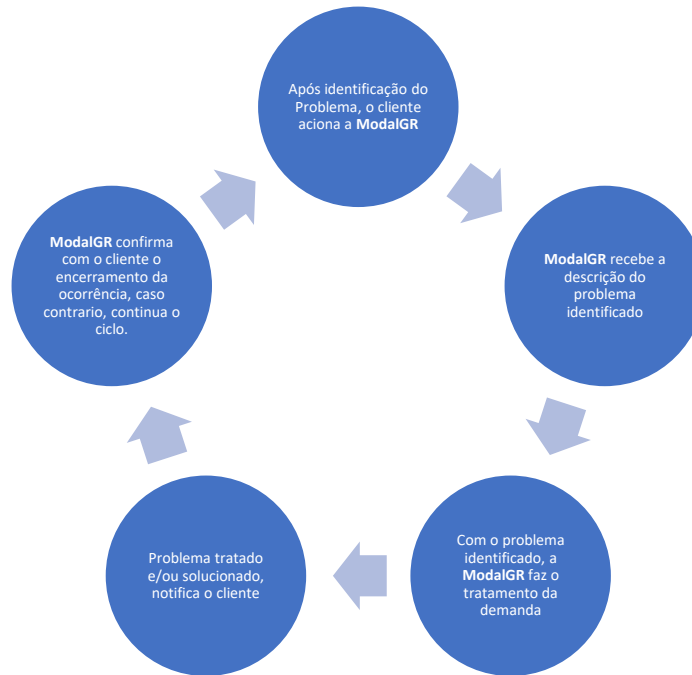 Após identificação do
Problema, o cliente
aciona a ModalGR
ModalGR recebe a
descrição do
problema
identificado
Com o problema
identificado, a
ModalGR faz o
tratamento da
demanda
Problema tratado
e/ou solucionado,
notifica o cliente
ModalGR confirma
com o cliente o
encerramento da
ocorrência, caso
contrario, continua o
ciclo.